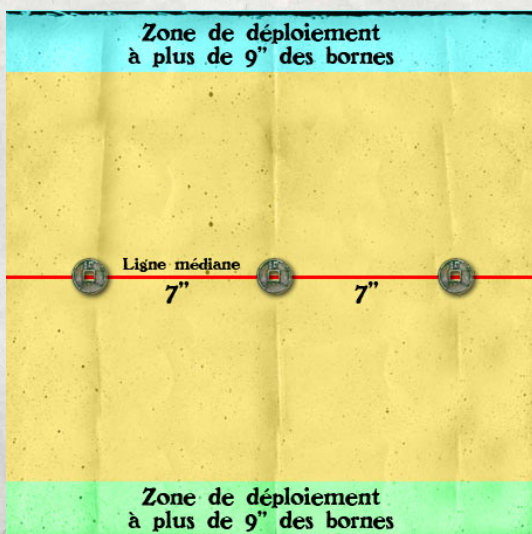 Zone de déploiement
à plus de 9” des bornes
Ligne médiane
7” 7”
Zone de déploiement
à plus de 9” des bornes